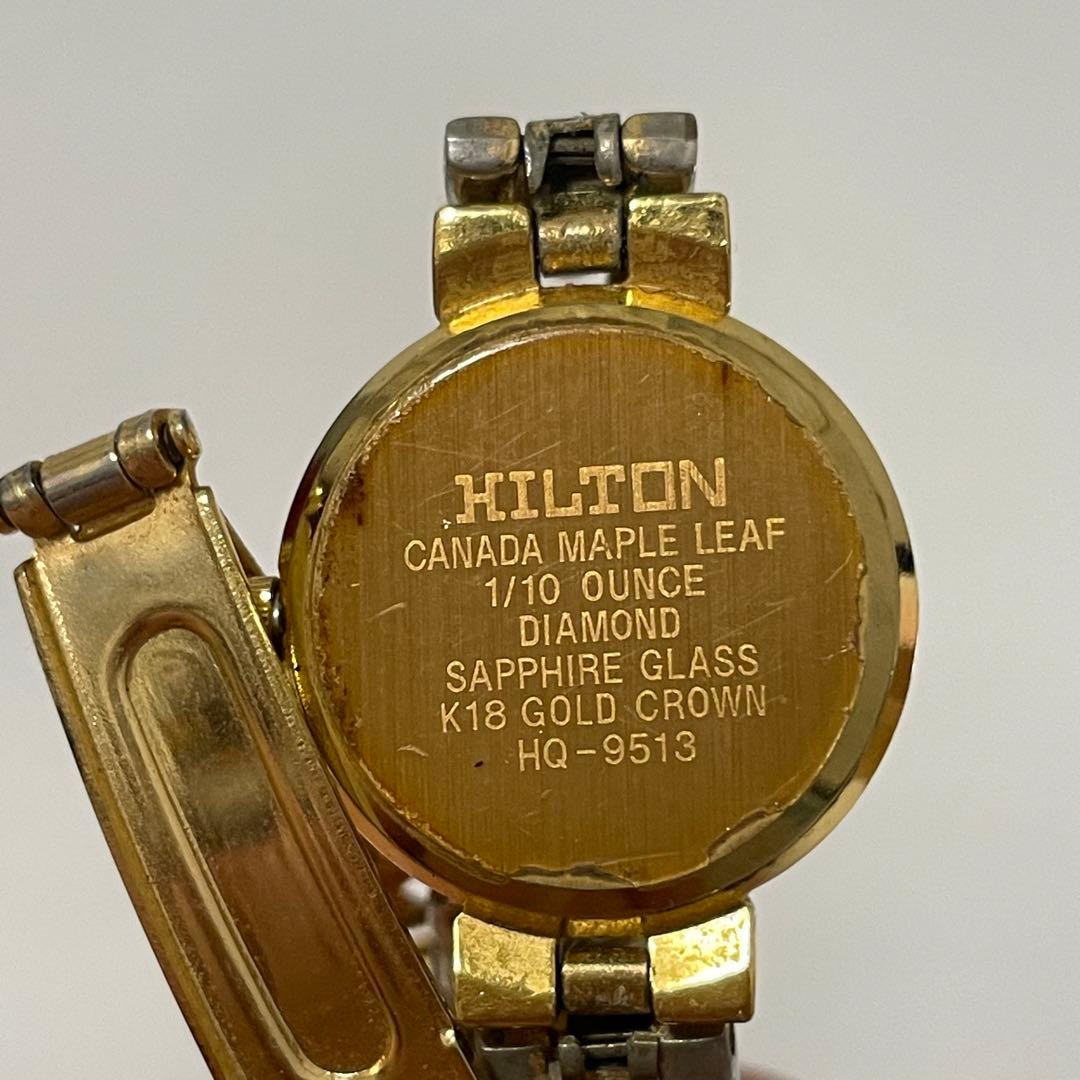 HILTON
CANADA MAPLE LEAF
1/10 OUNCE
DIAMOND
SAPPHIRE GLASS
K18 GOLD CROWN
HQ-9513